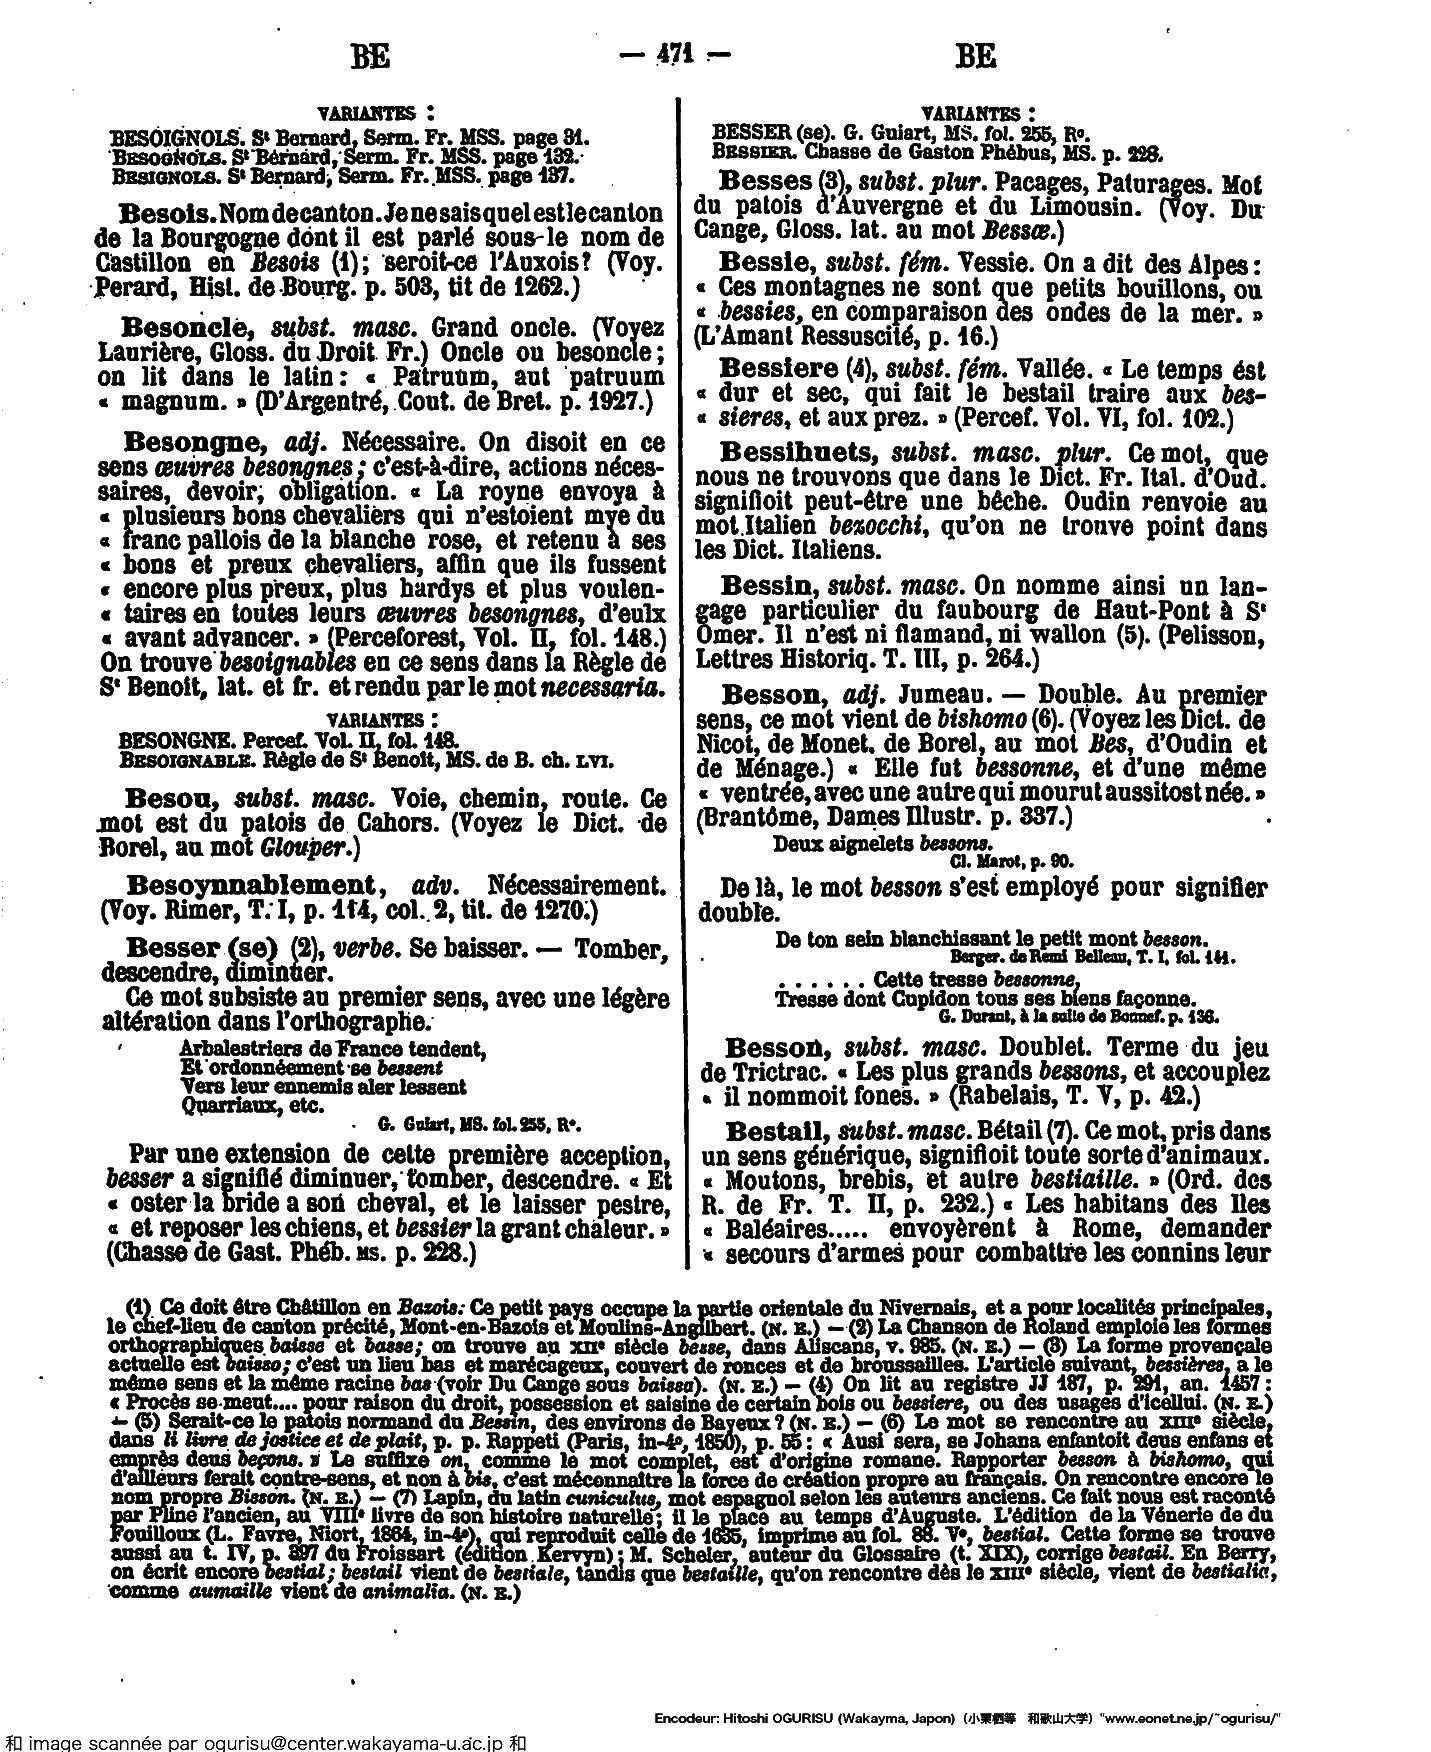 BE — 471 — BE
VARIANTES :
BESOIGNOLS. St Bernard, Serm. Fr. MSS. page 31.
BESOGNOLS. St Bernard, Serm. Fr. MSS. page 132.
BESIGNOLS. St Bernard, Serm. Fr. MSS. page 137.
Besois. Nom de canton. Je ne sais quel est le canton
de la Bourgogne dont il est parlé sous le nom de
Castillon en Besois (1); seroit-ce l'Auxois? (Voy.
Perard, Hist. de Bourg. p. 503, tit de 1262.)
Besoncle, subst. masc. Grand oncle. (Voyez
Laurière, Gloss. du Droit Fr.) Oncle ou besoncle;
on lit dans le latin : « Patruum, aut patruum
« magnum. » (D'Argentré, Cout. de Bret. p. 1927.)
Besongne, adj. Nécessaire. On disoit en ce
sens œuvres besongnes; c'est-à-dire, actions néces-
saires, devoir, obligation. « La royne envoya à
« plusieurs bons chevaliers qui n'estoient mye du
« franc pallois de la blanche rose, et retenu à ses
« bons et preux chevaliers, affin que ils fussent
« encore plus preux, plus hardys et plus voulen-
« taires en toutes leurs œuvres besongnes, d'eulx
« avant advancer. » (Perceforest, Vol. II, fol. 148.)
On trouve besoignables en ce sens dans la Règle de
St Benoit, lat. et fr. et rendu par le mot necessaria.
VARIANTES :
BESONGNE. Percef. Vol. II, fol. 148.
BESOIGNABLE. Règle de St Benoît, MS. de B. ch. LVI.
Besou, subst. masc. Voie, chemin, route. Ce
mot est du patois de Cahors. (Voyez le Dict. de
Borel, au mot Glouper.)
Besoynnablement, adv. Nécessairement.
(Voy. Rimer, T. I, p. 114, col. 2, tit. de 1270.)
Besser (se) (2), verbe. Se baisser. — Tomber,
descendre, diminuer.
Ce mot subsiste au premier sens, avec une légère
altération dans l'orthographe.
Arbalestriers de France tendent,
Et ordonnéement se bessent
Vers leur ennemis aler lessent
Quarriaux, etc.
G. Guiart, MS. fol. 255, R°.
Par une extension de cette première acception,
besser a signifié diminuer, tomber, descendre. « Et
« oster la bride a son cheval, et le laisser pestre,
« et reposer les chiens, et bessier la grant chaleur. »
(Chasse de Gast. Phéb. MS. p. 228.)
VARIANTES :
BESSER (se). G. Guiart, MS. fol. 255, R°.
BESSIER. Chasse de Gaston Phébus, MS. p. 228.
Besses (3), subst. plur. Pacages, Paturages. Mot
du patois d'Auvergne et du Limousin. (Voy. Du
Cange, Gloss. lat. au mot Bessæ.)
Bessie, subst. fém. Vessie. On a dit des Alpes :
« Ces montagnes ne sont que petits bouillons, ou
« bessies, en comparaison des ondes de la mer. »
(L'Amant Ressuscité, p. 16.)
Bessiere (4), subst. fém. Vallée. « Le temps ést
« dur et sec, qui fait le bestail traire aux bes-
« sieres, et aux prez. » (Percef. Vol. VI, fol. 102.)
Bessihuets, subst. masc. plur. Ce mot, que
nous ne trouvons que dans le Dict. Fr. Ital. d'Oud.
signifioit peut-être une bêche. Oudin renvoie au
mot Italien bezocchi, qu'on ne trouve point dans
les Dict. Italiens.
Bessin, subst. masc. On nomme ainsi un lan-
gage particulier du faubourg de Haut-Pont à St
Omer. Il n'est ni flamand, ni wallon (5). (Pelisson,
Lettres Historiq. T. III, p. 264.)
Besson, adj. Jumeau. — Double. Au premier
sens, ce mot vient de bishomo (6). (Voyez les Dict. de
Nicot, de Monet, de Borel, au mot Bes, d'Oudin et
de Ménage.) « Elle fut bessonne, et d'une même
« ventrée, avec une autre qui mourut aussitost née. »
(Brantôme, Dames Illustr. p. 337.)
Deux aignelets bessons.
Cl. Marot, p. 90.
De là, le mot besson s'est employé pour signifier
double.
De ton sein blanchissant le petit mont besson.
Berger. de Remi Belleau, T. I, fol. 141.
. . . . . . Cette tresse bessonne,
Tresse dont Cupidon tous ses biens façonne.
G. Durant, à la suite de Bonnef. p. 136.
Besson, subst. masc. Doublet. Terme du jeu
de Trictrac. « Les plus grands bessons, et accouplez
« il nommoit fones. » (Rabelais, T. V, p. 42.)
Bestail, subst. masc. Bétail (7). Ce mot, pris dans
un sens générique, signifioit toute sorte d'animaux.
« Moutons, brebis, et autre bestiaille. » (Ord. des
R. de Fr. T. II, p. 232.) « Les habitans des Iles
« Baléaires..... envoyèrent à Rome, demander
« secours d'armes pour combattre les connins leur
(1) Ce doit être Châtillon en Bazois: Ce petit pays occupe la partie orientale du Nivernais, et a pour localités principales,
le chef-lieu de canton précité, Mont-en-Bazois et Moulins-Angilbert. (N. E.) — (2) La Chanson de Roland emploie les formes
orthographiques baisse et basse; on trouve au XIIe siècle besse, dans Aliscans, v. 985. (N. E.) — (3) La forme provençale
actuelle est baisso; c'est un lieu bas et marécageux, couvert de ronces et de broussailles. L'article suivant, bessières, a le
même sens et la même racine bas (voir Du Cange sous baissa). (N. E.) — (4) On lit au registre JJ 187, p. 291, an. 1457 :
« Procès se meut.... pour raison du droit, possession et saisine de certain bois ou bessiere, ou des usages d'icellui. (N. E.)
— (5) Serait-ce le patois normand du Bessin, des environs de Bayeux ? (N. E.) — (6) Le mot se rencontre au XIIIe siècle,
dans li livre de jostice et de plait, p. p. Rappeti (Paris, in-4°, 1850), p. 55 : « Ausi sera, se Johana enfantoit deus enfans et
emprès deus beçons. » Le suffixe on, comme le mot complet, est d'origine romane. Rapporter besson à bishomo, qui
d'ailleurs ferait contre-sens, et non à bis, c'est méconnaître la force de création propre au français. On rencontre encore le
nom propre Bisson. (N. E.) — (7) Lapin, du latin cuniculus, mot espagnol selon les auteurs anciens. Ce fait nous est raconté
par Pline l'ancien, au VIIIe livre de son histoire naturelle; il le place au temps d'Auguste. L'édition de la Vénerie de du
Fouilloux (L. Favre, Niort, 1864, in-4°), qui reproduit celle de 1635, imprime au fol. 88. V°, bestial. Cette forme se trouve
aussi au t. IV, p. 397 du Froissart (édition Kervyn); M. Scheler, auteur du Glossaire (t. XIX), corrige bestail. En Berry,
on écrit encore bestial; bestail vient de bestiale, tandis que bestaille, qu'on rencontre dès le XIIIe siècle, vient de bestialia,
comme aumaille vient de animalia. (N. E.)
Encodeur: Hitoshi OGURISU (Wakayma, Japon) (小栗栖等 和歌山大学) "www.eonet.ne.jp/~ogurisu/"
和 image scannée par ogurisu@center.wakayama-u.ac.jp 和